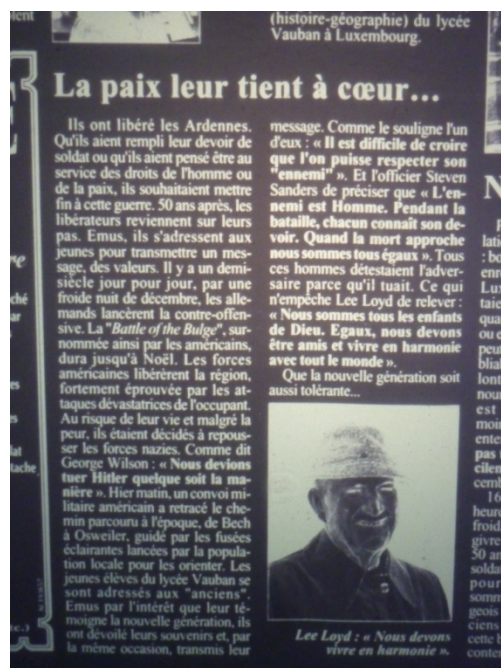 (histoire-géographie) du lycée
Vauban à Luxembourg.
La paix leur tient à cœur...
Ils ont libéré les Ardennes.
Qu'ils aient rempli leur devoir de
soldat ou qu'ils aient pensé être au
service des droits de l'homme ou
de la paix, ils souhaitaient mettre
fin à cette guerre. 50 ans après, les
libérateurs reviennent sur leurs
pas. Emus, ils s'adressent aux
jeunes pour transmettre un mes-
sage, des valeurs. Il y a un demi-
siècle jour pour jour, par une
froide nuit de décembre, les alle-
mands lancèrent la contre-offen-
sive. La "Battle of the Bulge", sur-
nommée ainsi par les américains,
dura jusqu'à Noël. Les forces
américaines libérèrent la région,
fortement éprouvée par les at-
taques dévastatrices de l'occupant.
Au risque de leur vie et malgré la
peur, ils étaient décidés à repous-
ser les forces nazies. Comme dit
George Wilson : « Nous devions
tuer Hitler quelque soit la ma-
nière ». Hier matin, un convoi mi-
litaire américain a retracé le che-
min parcouru à l'époque, de Bech
à Osweiler, guidé par les fusées
éclairantes lancées par la popula-
tion locale pour les orienter. Les
jeunes élèves du lycée Vauban se
sont adressés aux "anciens".
Emus par l'intérêt que leur té-
moigne la nouvelle génération, ils
ont dévoilé leurs souvenirs et, par
la même occasion, transmis leur
message. Comme le souligne l'un
d'eux : « Il est difficile de croire
que l'on puisse respecter son
"ennemi" ». Et l'officier Steven
Sanders de préciser que « L'en-
nemi est Homme. Pendant la
bataille, chacun connaît son de-
voir. Quand la mort approche
nous sommes tous égaux ». Tous
ces hommes détestaient l'adver-
saire parce qu'il tuait. Ce qui
n'empêche Lee Loyd de relever :
« Nous sommes tous les enfants
de Dieu. Egaux, nous devons
être amis et vivre en harmonie
avec tout le monde ».
Que la nouvelle génération soit
aussi tolérante...
Lee Loyd : « Nous devons
vivre en harmonie ».